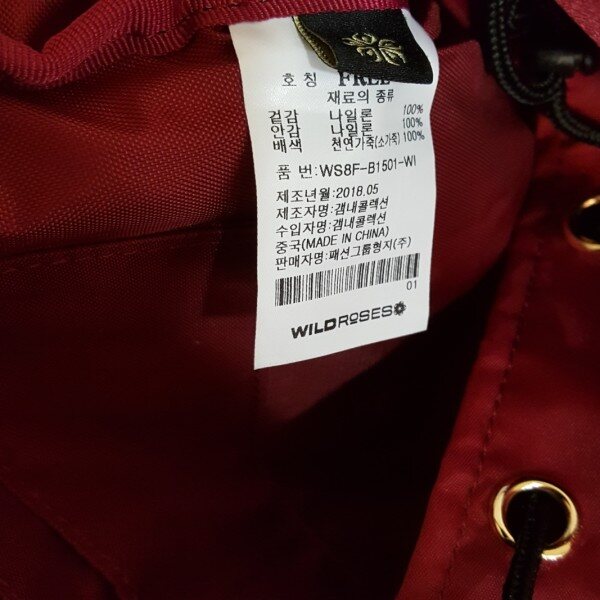 호 칭 FREE
재료의 종류
겉감 나일론 100%
안감 나일론 100%
배색 천연가죽(소가죽) 100%
품 번: WS8F-B1501-WI
제조년월:2018.05
제조자명:갬내콜렉션
수입자명:갬내콜렉션
중국(MADE IN CHINA)
판매자명:패션그룹형지(주)
01
WILDROSES